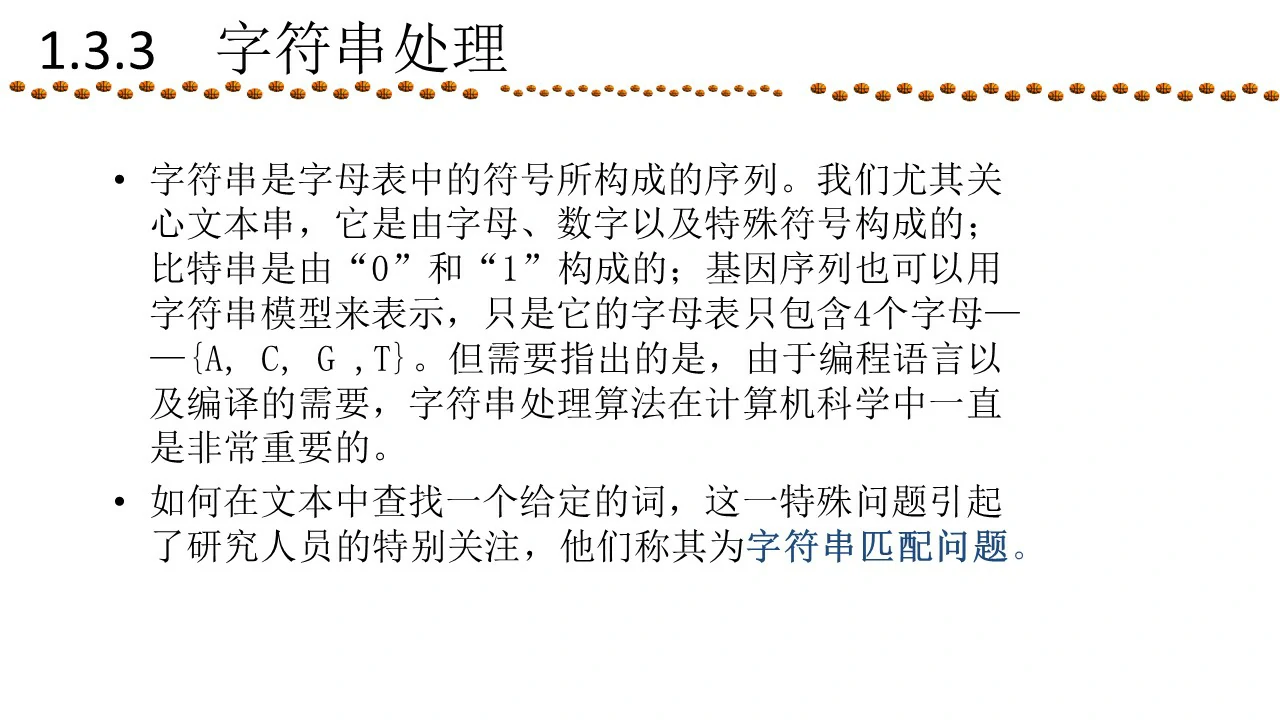 1.3.3 字符串处理
• 字符串是字母表中的符号所构成的序列。我们尤其关
心文本串，它是由字母、数字以及特殊符号构成的；
比特串是由“0”和“1”构成的；基因序列也可以用
字符串模型来表示，只是它的字母表只包含4个字母—
—{A, C, G ,T}。但需要指出的是，由于编程语言以
及编译的需要，字符串处理算法在计算机科学中一直
是非常重要的。
• 如何在文本中查找一个给定的词，这一特殊问题引起
了研究人员的特别关注，他们称其为字符串匹配问题。